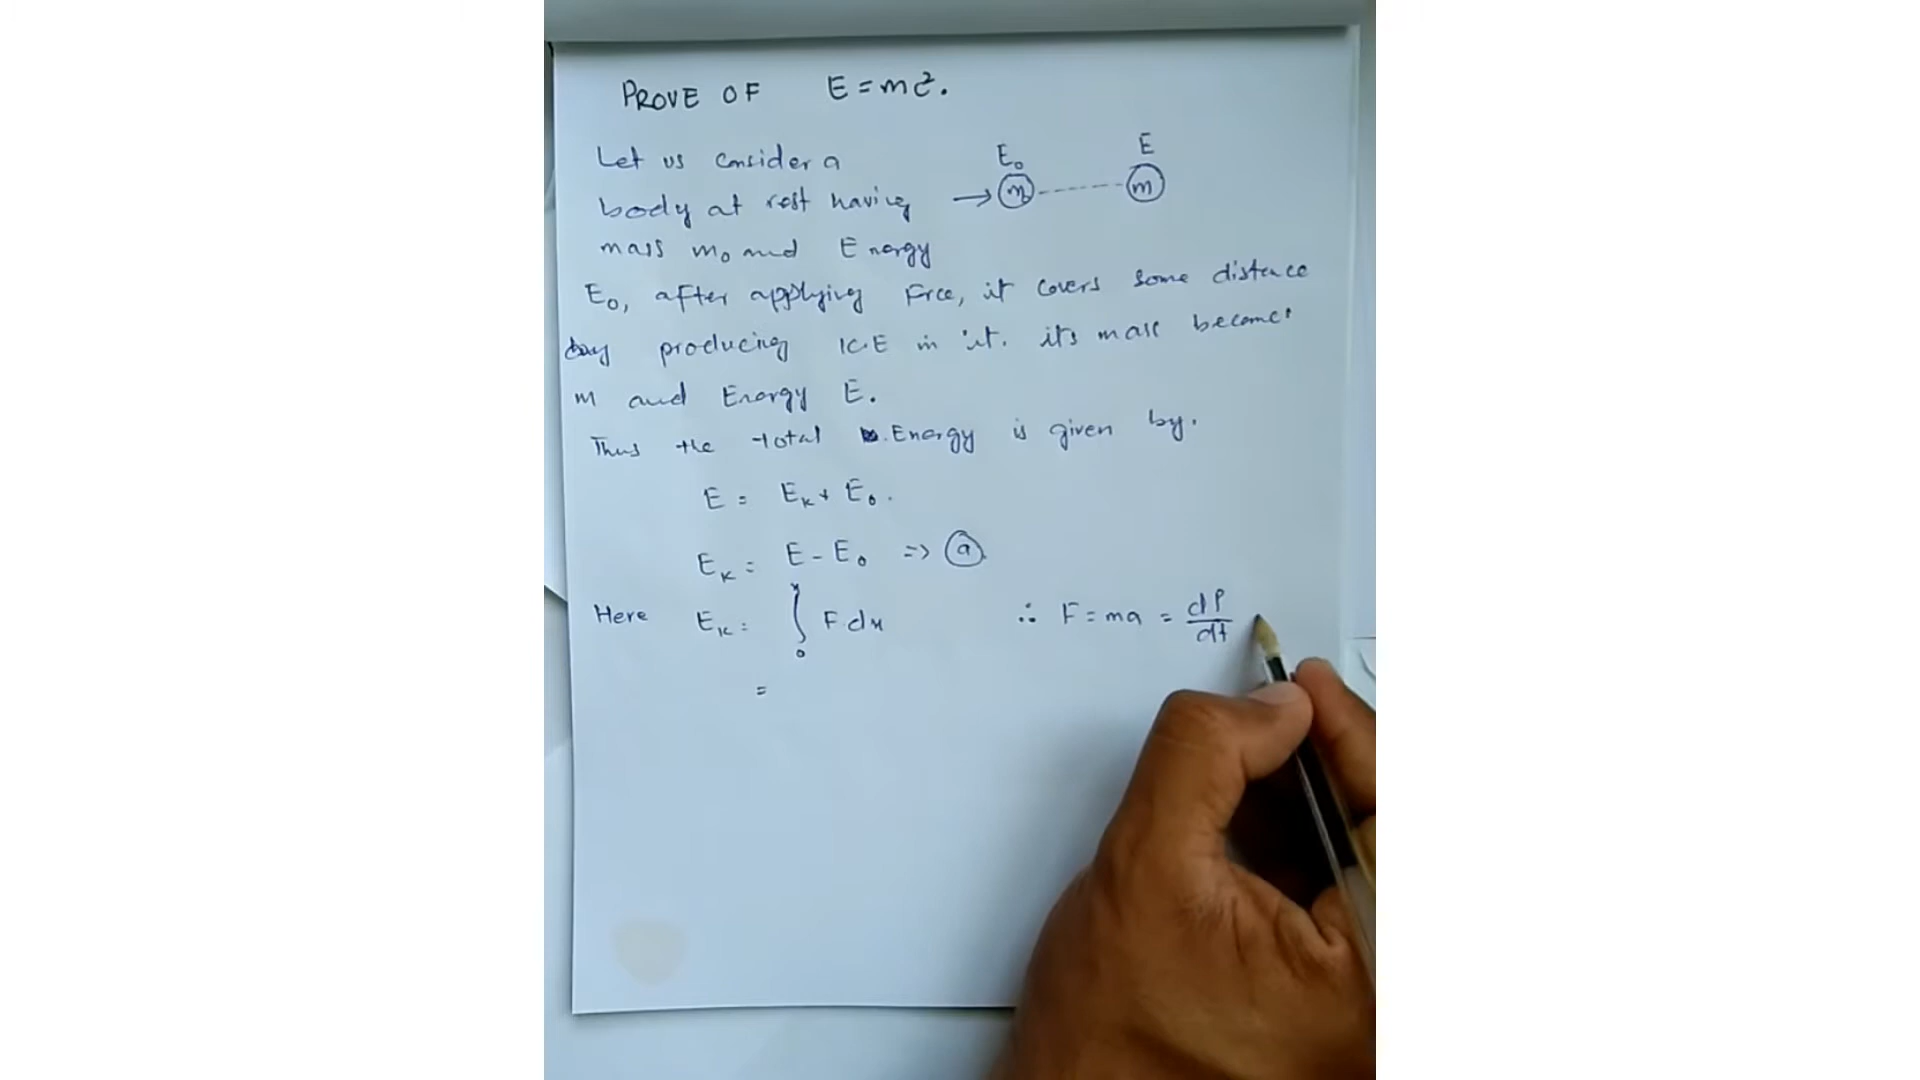 PROVE OF E = mc².
Let us consider a
E₀ E
body at rest having → m₀ m
mass m₀ and Energy
E₀, after applying Force, it covers some distance
by producing K.E in it. its mass becomes
m and Energy E.
Thus the total Energy is given by.
E = Eₖ + E₀.
Eₖ = E - E₀ => ⓐ
Here Eₖ = ∫₀ˣ F.dx ∴ F = ma = dP/dt
=